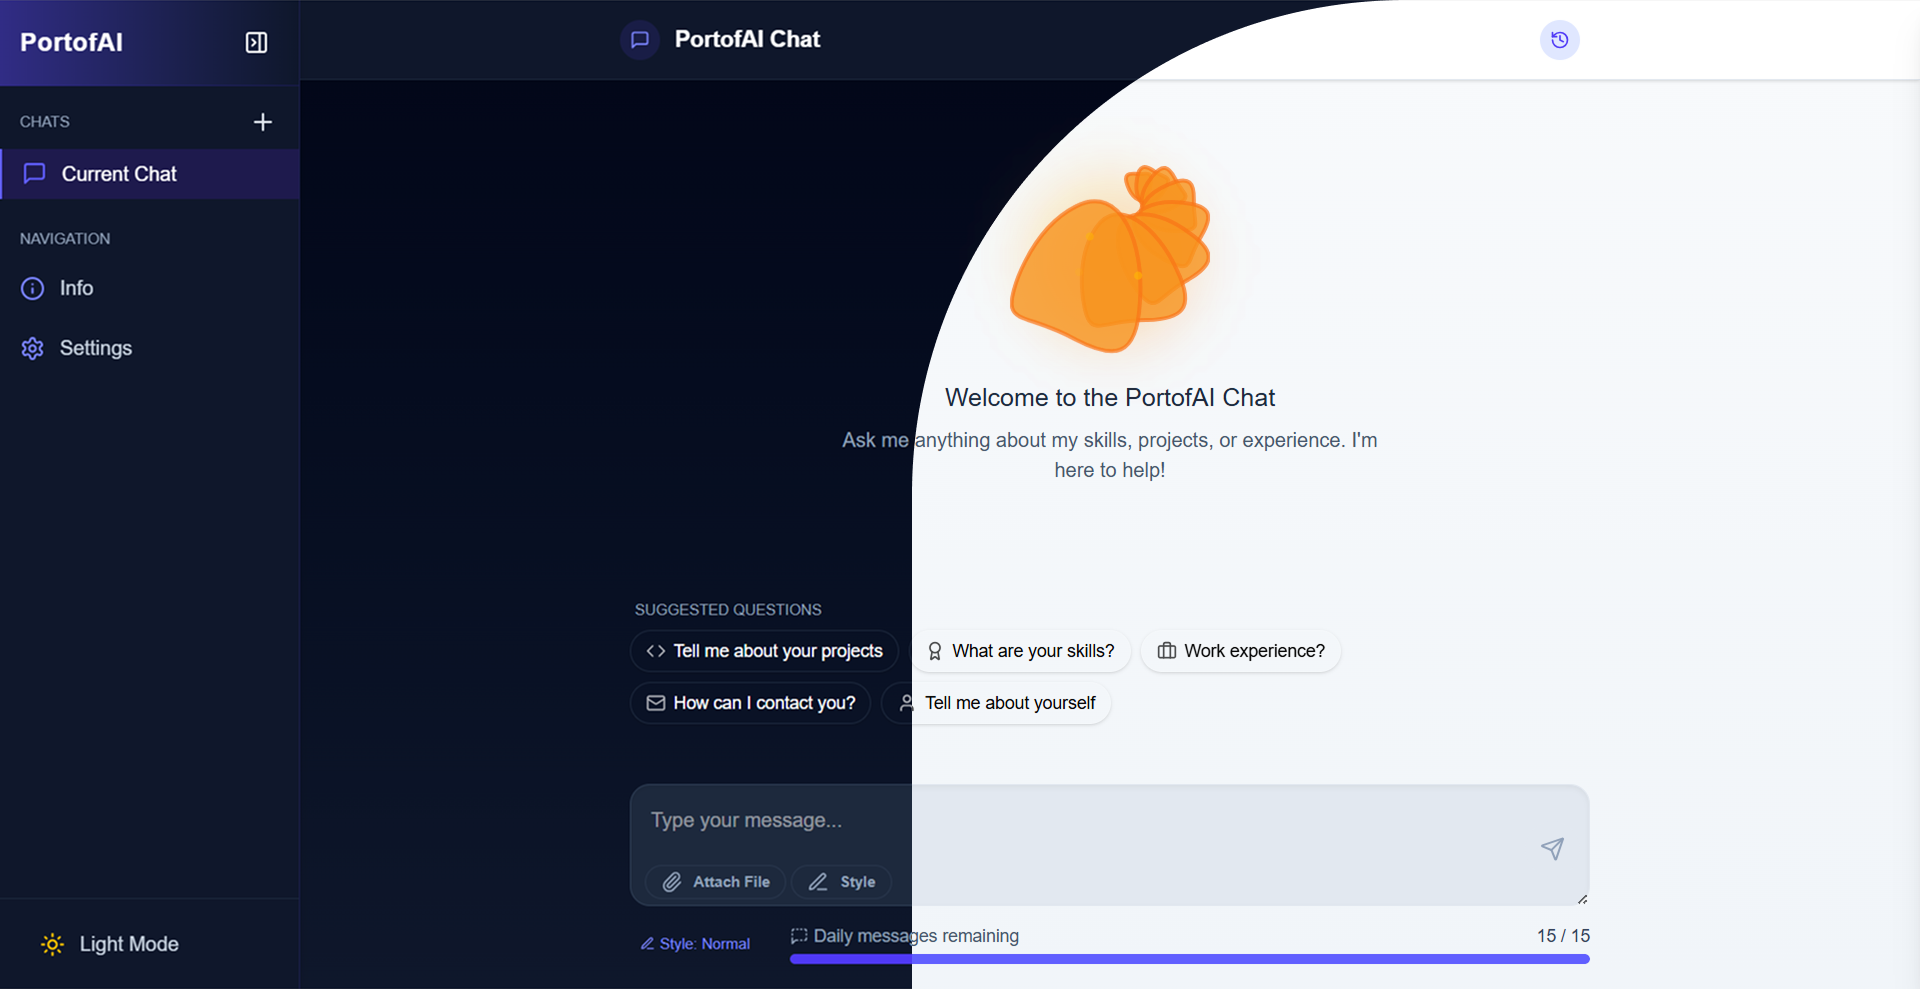 PortofAI
CHATS
Current Chat
NAVIGATION
Info
Settings
Light Mode
PortofAI Chat
Welcome to the PortofAI Chat
Ask me anything about my skills, projects, or experience. I'm
here to help!
SUGGESTED QUESTIONS
Tell me about your projects
What are your skills?
Work experience?
How can I contact you?
Tell me about yourself
Type your message...
Attach File
Style
Style: Normal
Daily messages remaining
15 / 15